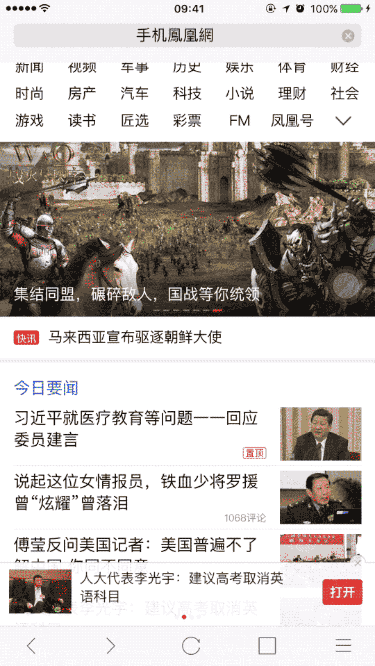 09:41
100%
手机鳳凰網
新闻 视频 军事 历史 娱乐 体育 财经
时尚 房产 汽车 科技 小说 理财 社会
游戏 读书 匠选 彩票 FM 凤凰号
集结同盟，碾碎敌人，国战等你统领
快讯 马来西亚宣布驱逐朝鲜大使
今日要闻
习近平就医疗教育等问题一一回应
委员建言
置顶
说起这位女情报员，铁血少将罗援
曾“炫耀”曾落泪
1068评论
傅莹反问美国记者：美国普遍不了
人大代表李光宇：建议高考取消英
语科目
打开